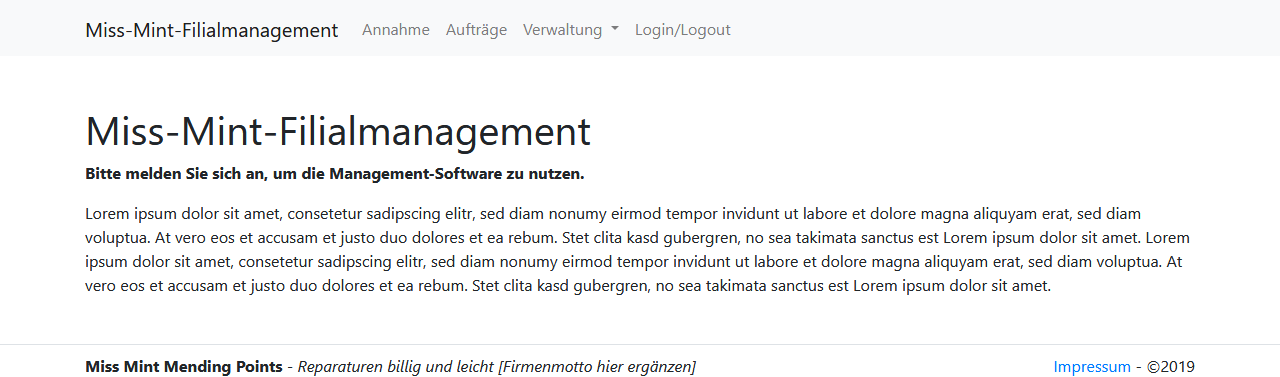 Miss-Mint-Filialmanagement Annahme Aufträge Verwaltung Login/Logout
Miss-Mint-Filialmanagement
Bitte melden Sie sich an, um die Management-Software zu nutzen.
Lorem ipsum dolor sit amet, consetetur sadipscing elitr, sed diam nonumy eirmod tempor invidunt ut labore et dolore magna aliquyam erat, sed diam
voluptua. At vero eos et accusam et justo duo dolores et ea rebum. Stet clita kasd gubergren, no sea takimata sanctus est Lorem ipsum dolor sit amet. Lorem
ipsum dolor sit amet, consetetur sadipscing elitr, sed diam nonumy eirmod tempor invidunt ut labore et dolore magna aliquyam erat, sed diam voluptua. At
vero eos et accusam et justo duo dolores et ea rebum. Stet clita kasd gubergren, no sea takimata sanctus est Lorem ipsum dolor sit amet.
Miss Mint Mending Points - Reparaturen billig und leicht [Firmenmotto hier ergänzen] Impressum - ©2019